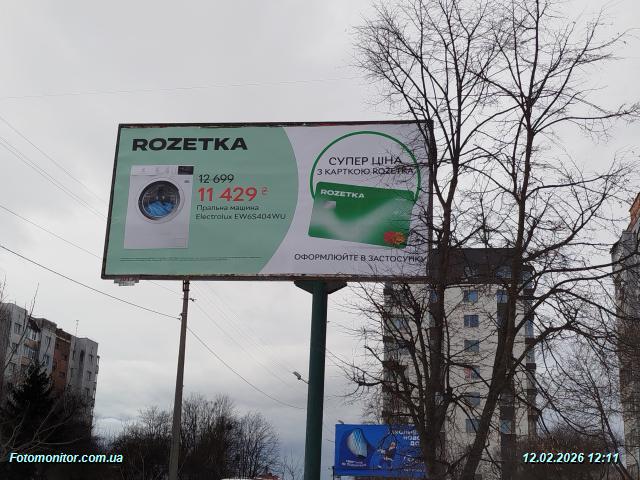 ROZETKA
12 699
11 429 ₴
Пральна машина
Electrolux EW6S404WU
СУПЕР ЦІНА
З КАРТКОЮ ROZETKA
ROZETKA
ОФОРМЛЮЙТЕ В ЗАСТОСУНКУ
Fotomonitor.com.ua
12.02.2026 12:11